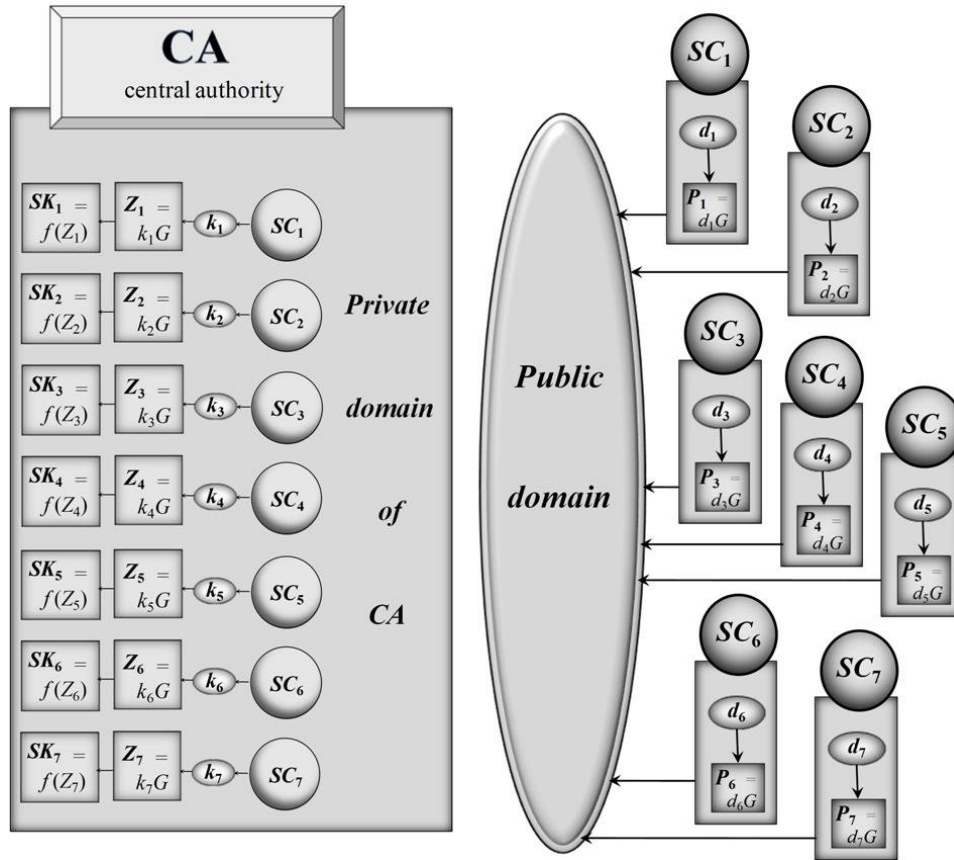 CA
central authority
SK₁ = Z₁ =
f(Z₁) k₁G k₁ SC₁
SK₂ = Z₂ =
f(Z₂) k₂G k₂ SC₂
SK₃ = Z₃ =
f(Z₃) k₃G k₃ SC₃
SK₄ = Z₄ =
f(Z₄) k₄G k₄ SC₄
SK₅ = Z₅ =
f(Z₅) k₅G k₅ SC₅
SK₆ = Z₆ =
f(Z₆) k₆G k₆ SC₆
SK₇ = Z₇ =
f(Z₇) k₇G k₇ SC₇
Private
domain
of
CA
Public
domain
SC₁
d₁
P₁ =
d₁G
SC₂
d₂
P₂ =
d₂G
SC₃
d₃
P₃ =
d₃G
SC₄
d₄
P₄ =
d₄G
SC₅
d₅
P₅ =
d₅G
SC₆
d₆
P₆ =
d₆G
SC₇
d₇
P₇ =
d₇G